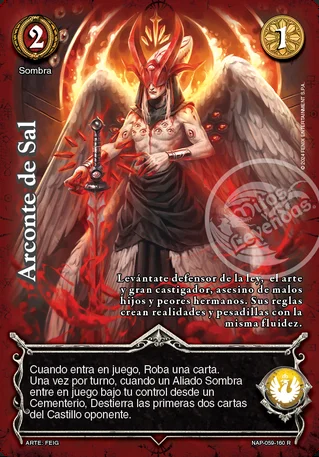 2
1
Sombra
Arconte de Sal
©2024 FENIX ENTERTAINMENT S.P.A.
Mitos
Leyendas
Levántate defensor de la ley, el arte
y gran castigador, asesino de malos
hijos y peores hermanos. Sus reglas
crean realidades y pesadillas con la
misma fluidez.
Cuando entra en juego, Roba una carta.
Una vez por turno, cuando un Aliado Sombra
entre en juego bajo tu control desde un
Cementerio, Destierra las primeras dos cartas
del Castillo oponente.
ARTE: FEIG
NAP-059-160 R